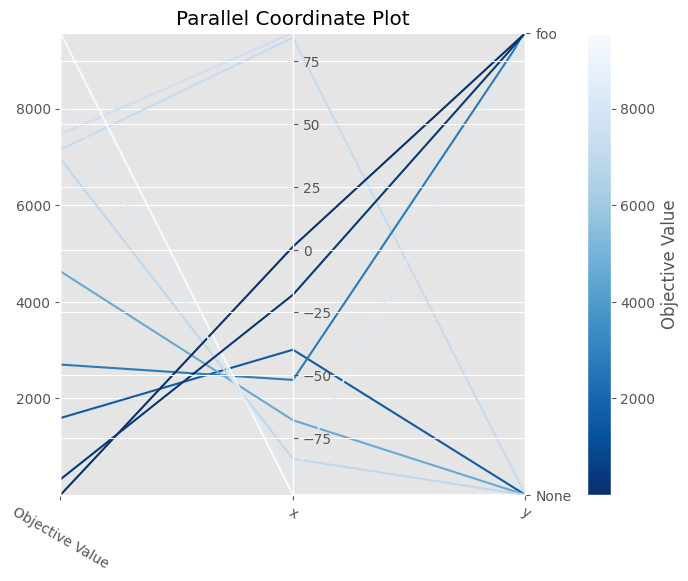 Parallel Coordinate Plot
8000
6000
4000
2000
75
50
25
0
−25
−50
−75
foo
None
8000
6000
4000
2000
Objective Value
Objective Value
x
y